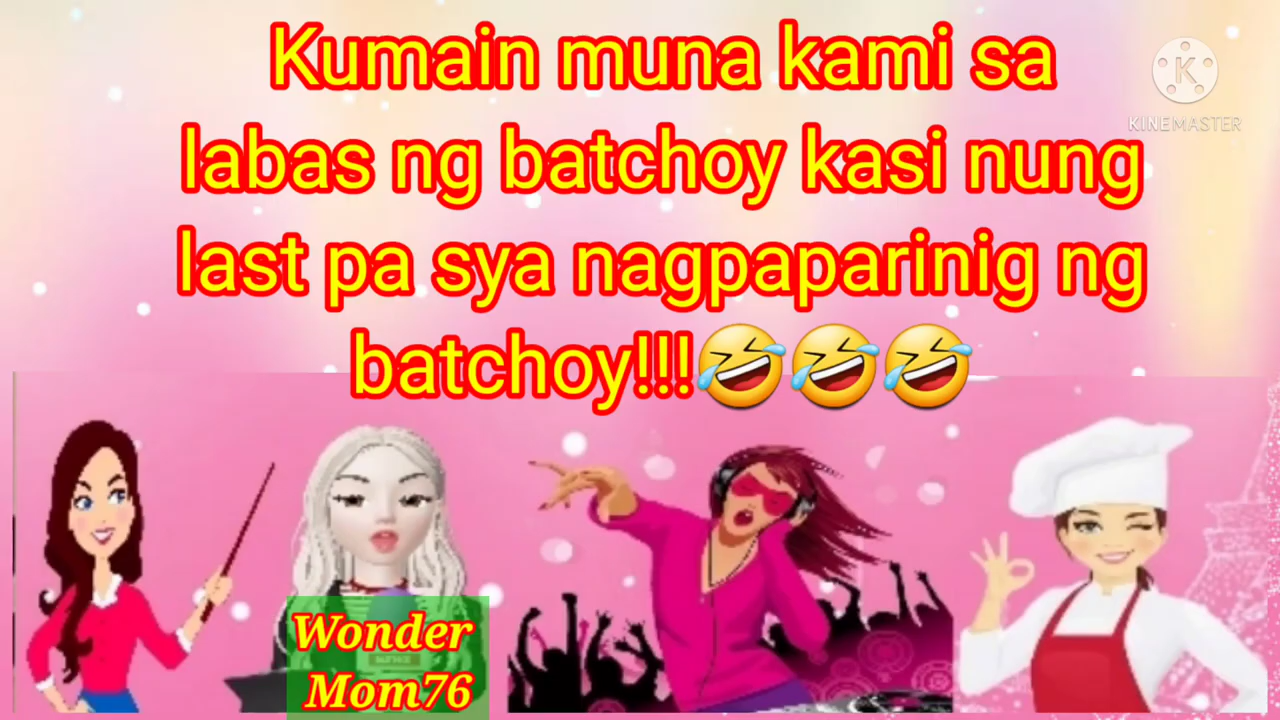 Kumain muna kami sa
labas ng batchoy kasi nung
last pa sya nagpaparinig ng
batchoy!!!🤣🤣🤣
K
KINEMASTER
Wonder
Mom76